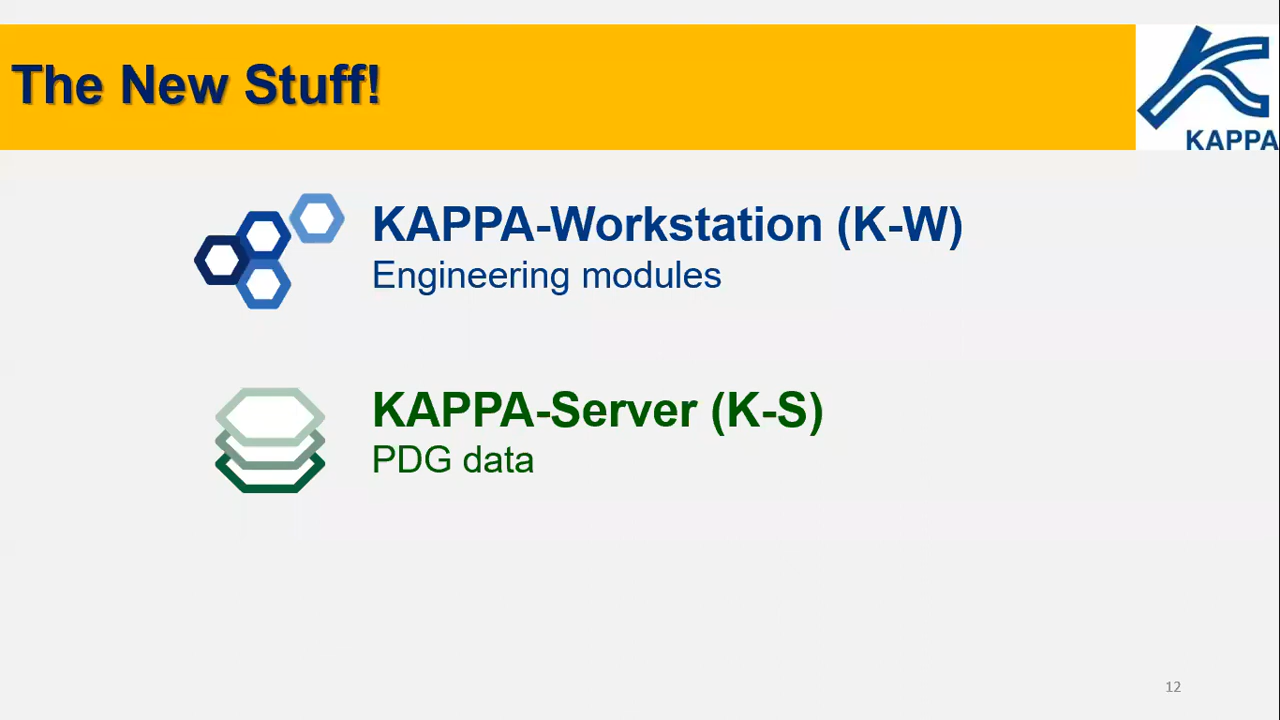 The New Stuff!
KAPPA
KAPPA-Workstation (K-W)
Engineering modules
KAPPA-Server (K-S)
PDG data
12